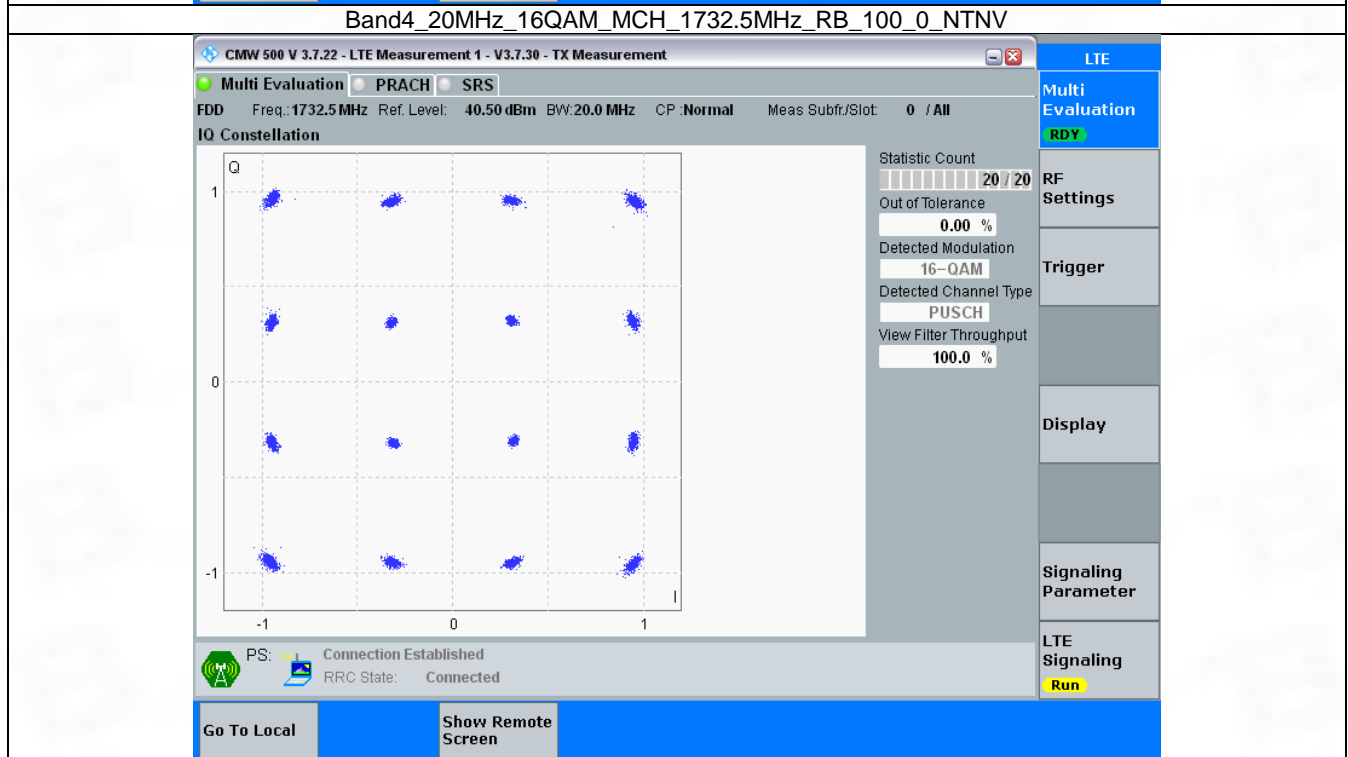 Band4_20MHz_16QAM_MCH_1732.5MHz_RB_100_0_NTNV
CMW 500 V 3.7.22 - LTE Measurement 1 - V3.7.30 - TX Measurement
LTE
Multi Evaluation PRACH SRS
FDD Freq.:1732.5 MHz Ref. Level: 40.50 dBm BW:20.0 MHz CP :Normal Meas Subfr./Slot: 0 / All
IQ Constellation
Q
1
0
-1
I
-1 0 1
Statistic Count
20 / 20
Out of Tolerance
0.00 %
Detected Modulation
16-QAM
Detected Channel Type
PUSCH
View Filter Throughput
100.0 %
Multi
Evaluation
RDY
RF
Settings
Trigger
Display
Signaling
Parameter
LTE
Signaling
Run
PS: Connection Established
RRC State: Connected
Go To Local
Show Remote
Screen